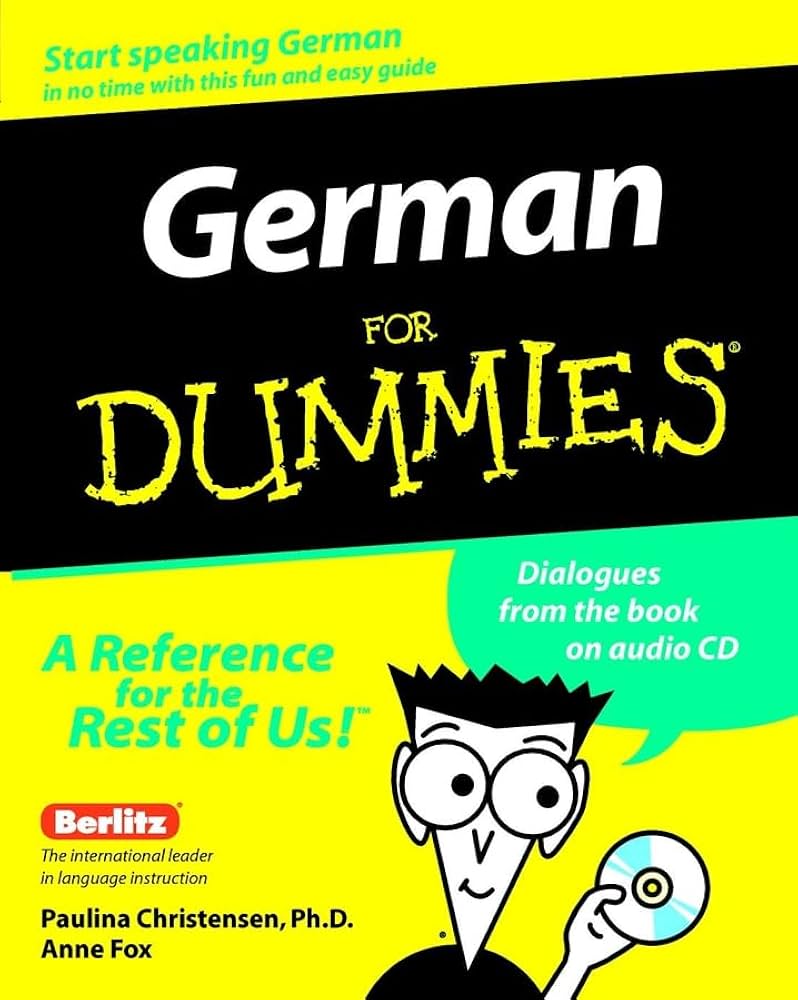 Start speaking German
in no time with this fun and easy guide
German
FOR
DUMMIES®
Dialogues
from the book
on audio CD
A Reference
for the
Rest of Us!™
Berlitz®
The international leader
in language instruction
Paulina Christensen, Ph.D.
Anne Fox
®